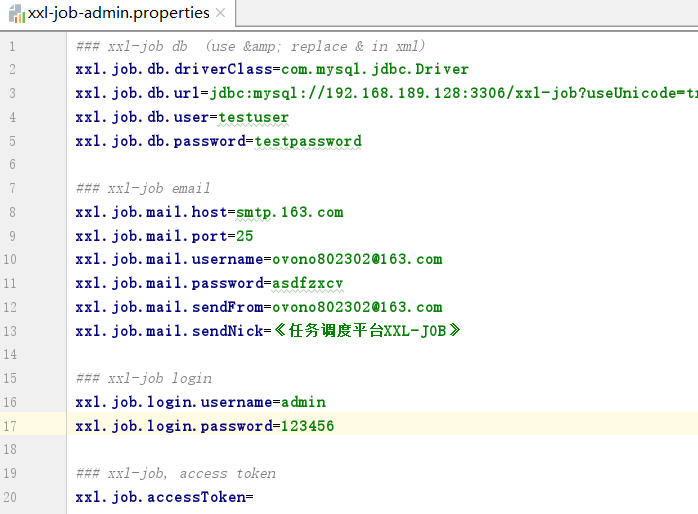 xxl-job-admin.properties
1 ### xxl-job db （use &amp; replace & in xml）
2 xxl.job.db.driverClass=com.mysql.jdbc.Driver
3 xxl.job.db.url=jdbc:mysql://192.168.189.128:3306/xxl-job?useUnicode=tr
4 xxl.job.db.user=testuser
5 xxl.job.db.password=testpassword
6
7 ### xxl-job email
8 xxl.job.mail.host=smtp.163.com
9 xxl.job.mail.port=25
10 xxl.job.mail.username=ovono802302@163.com
11 xxl.job.mail.password=asdfzxcv
12 xxl.job.mail.sendFrom=ovono802302@163.com
13 xxl.job.mail.sendNick=《任务调度平台XXL-JOB》
14
15 ### xxl-job login
16 xxl.job.login.username=admin
17 xxl.job.login.password=123456
18
19 ### xxl-job, access token
20 xxl.job.accessToken=